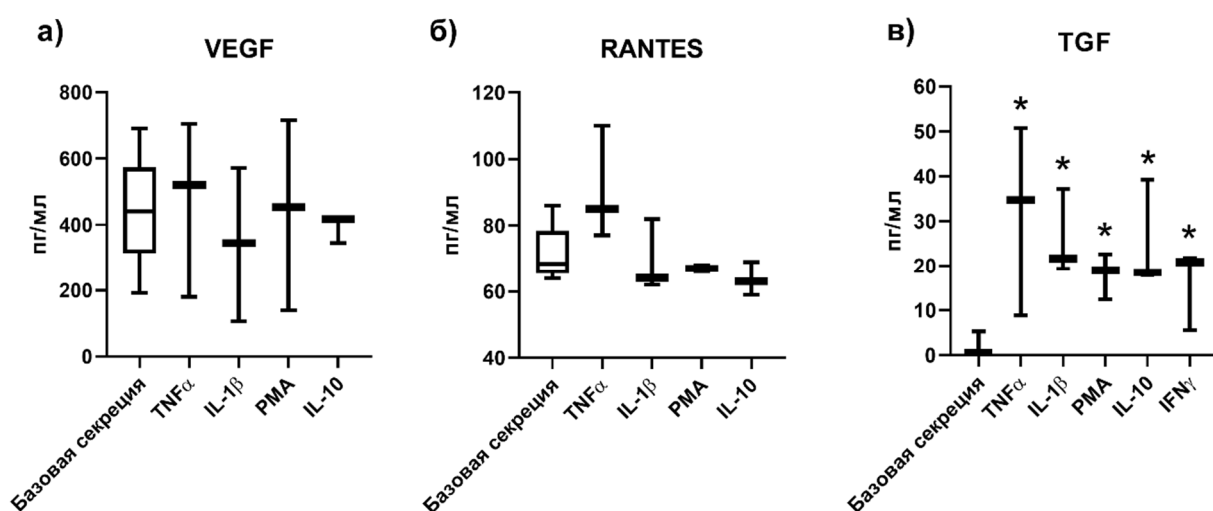 а)
VEGF
пг/мл
800
600
400
200
0
Базовая секреция
TNFα
IL-1β
PMA
IL-10
б)
RANTES
пг/мл
120
100
80
60
40
Базовая секреция
TNFα
IL-1β
PMA
IL-10
в)
TGF
пг/мл
60
50
40
30
20
10
0
*
*
*
*
*
Базовая секреция
TNFα
IL-1β
PMA
IL-10
IFNγ